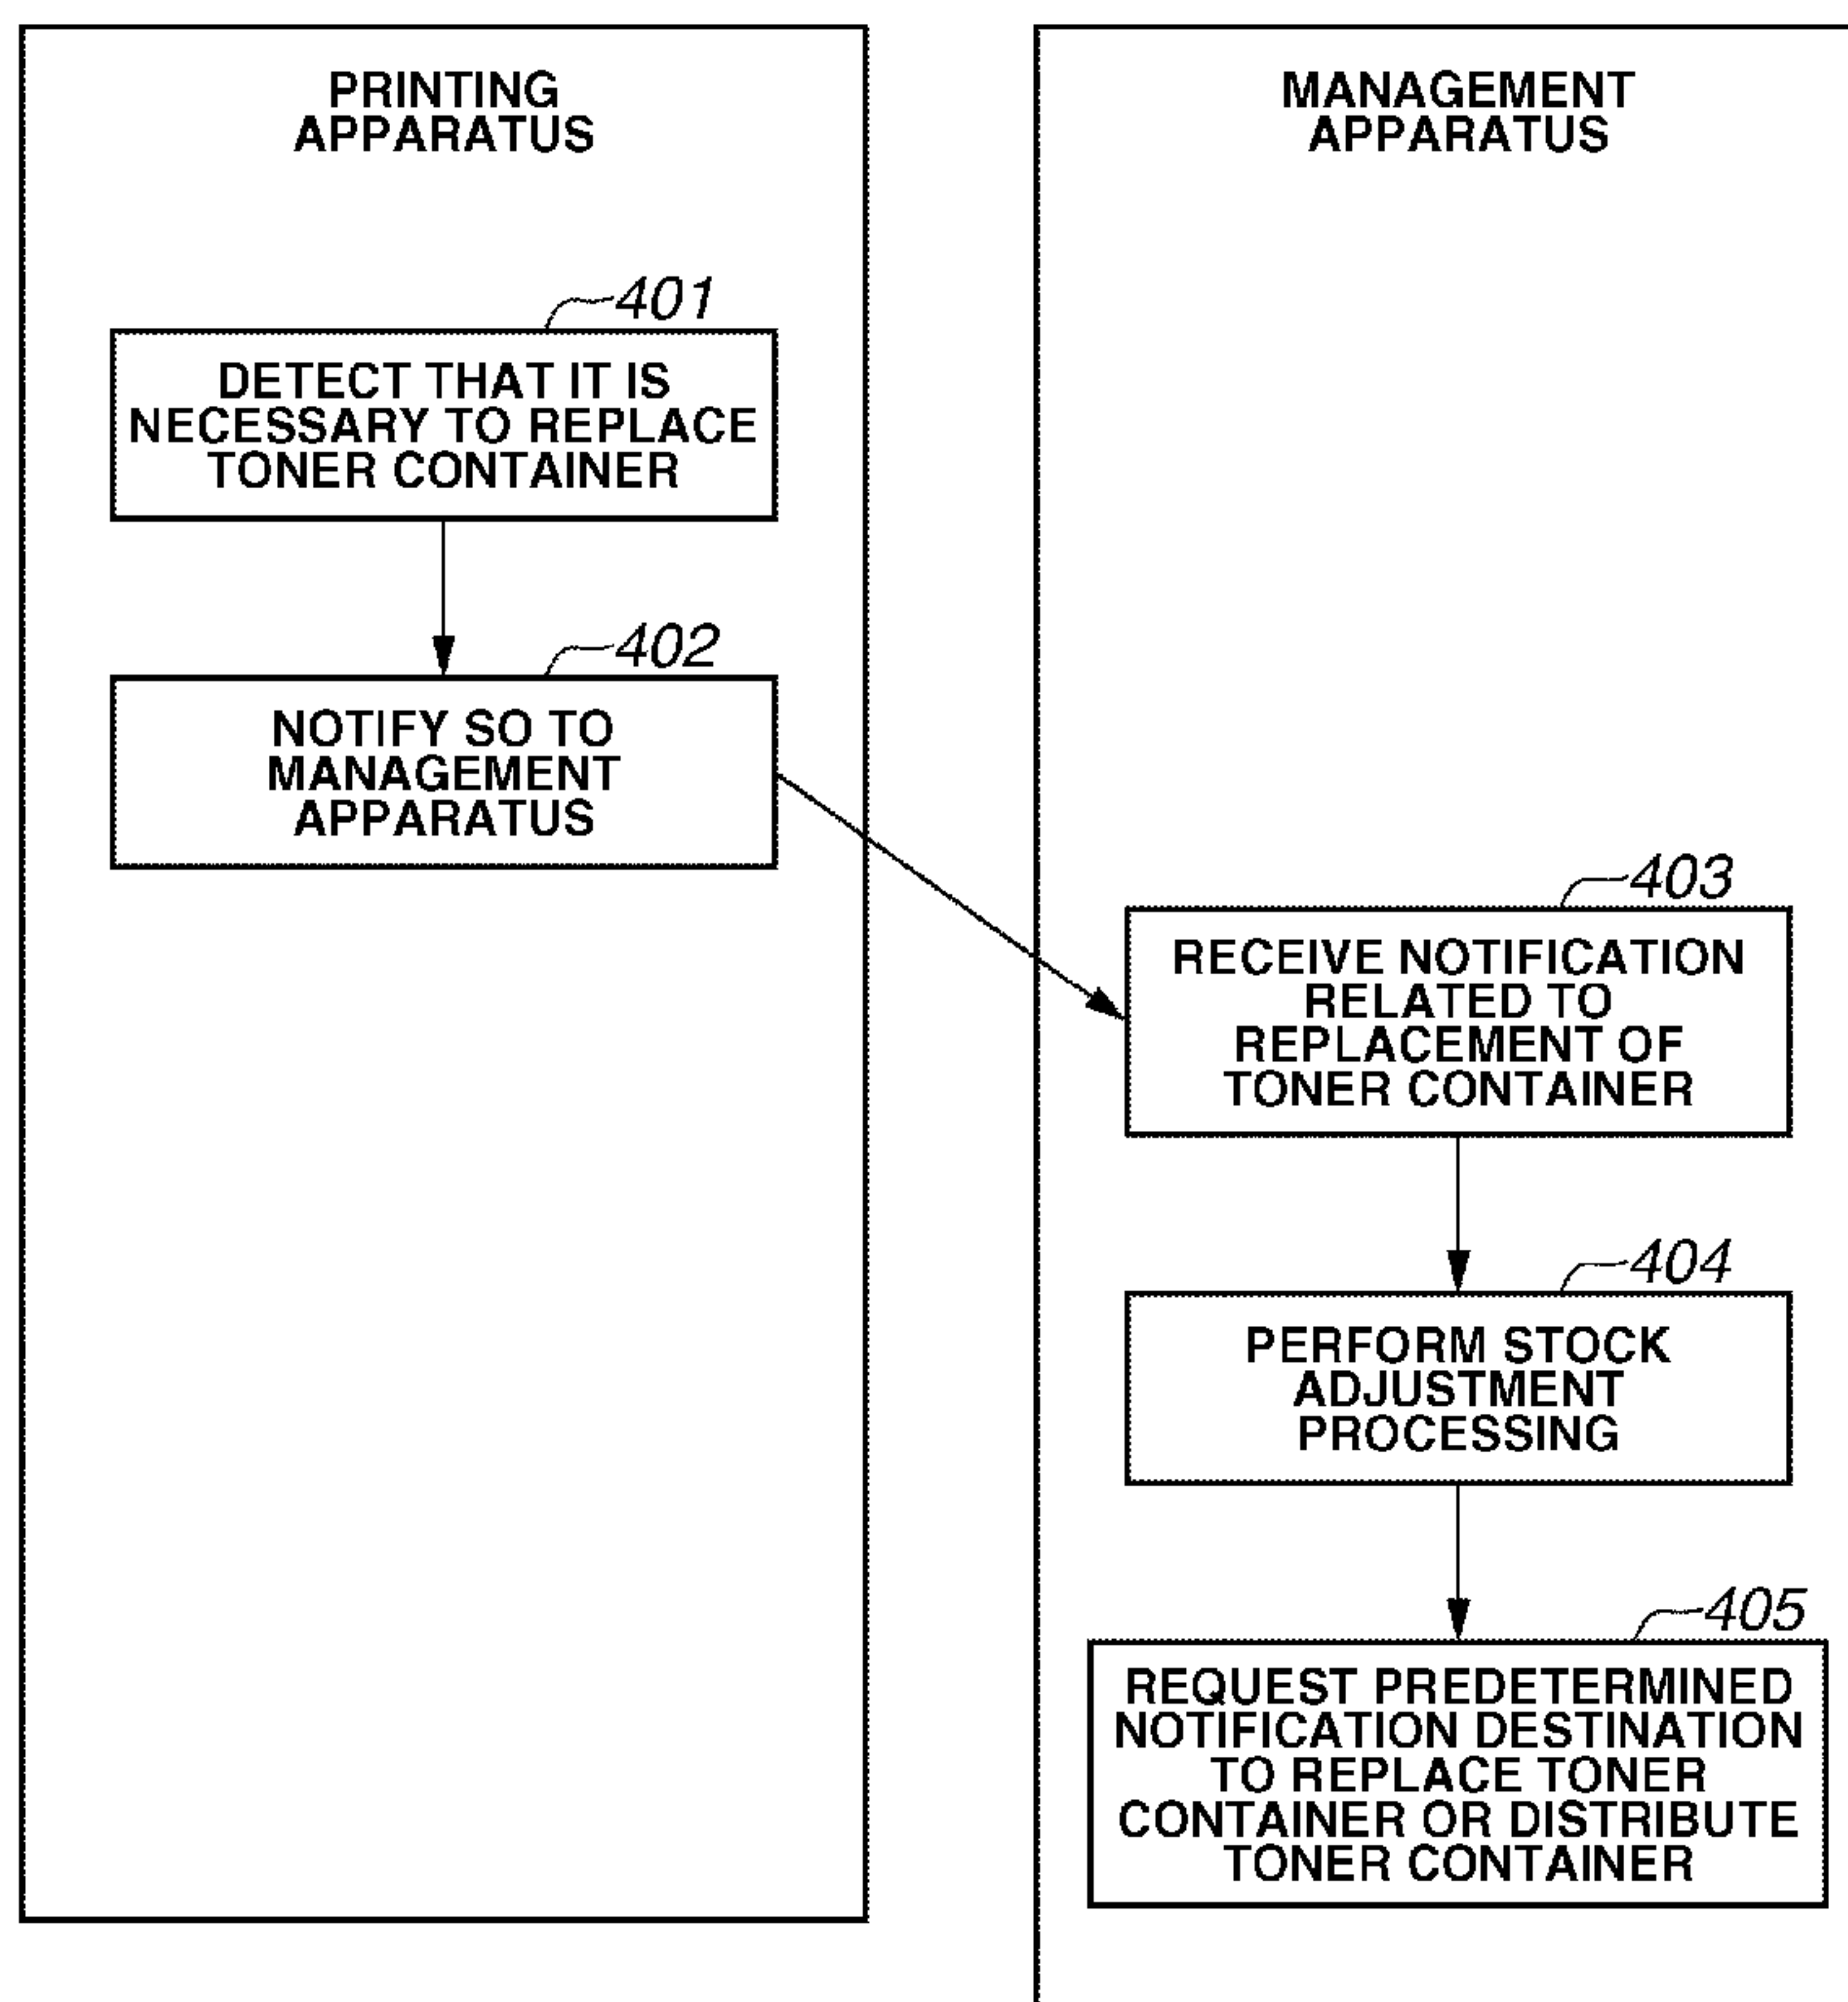 PRINTING
APPARATUS
401
DETECT THAT IT IS
NECESSARY TO REPLACE
TONER CONTAINER
402
NOTIFY SO TO
MANAGEMENT
APPARATUS
MANAGEMENT
APPARATUS
403
RECEIVE NOTIFICATION
RELATED TO
REPLACEMENT OF
TONER CONTAINER
404
PERFORM STOCK
ADJUSTMENT
PROCESSING
405
REQUEST PREDETERMINED
NOTIFICATION DESTINATION
TO REPLACE TONER
CONTAINER OR DISTRIBUTE
TONER CONTAINER